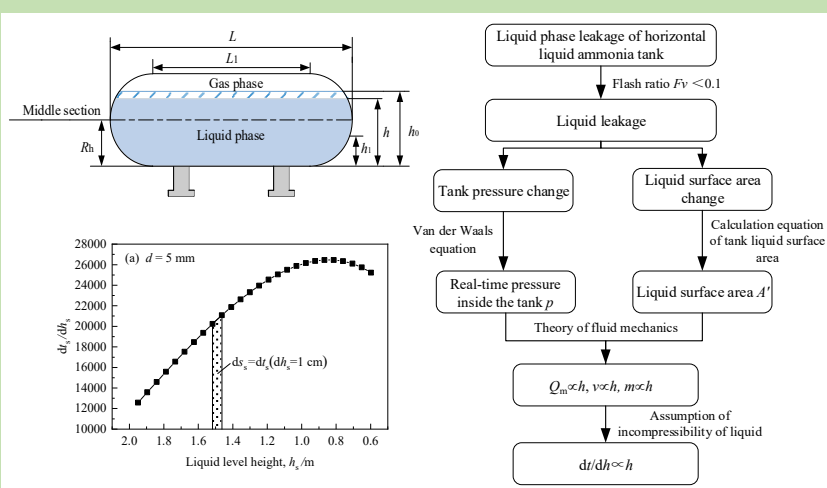 L
L1
Gas phase
Middle section
Liquid phase
Rh
h1
h
h0
(a) d = 5 mm
28000
26000
24000
22000
20000
18000
16000
14000
12000
10000
dts/dhs
dss=dts(dhs=1 cm)
2.0 1.8 1.6 1.4 1.2 1.0 0.8 0.6
Liquid level height, hs /m
Liquid phase leakage of horizontal
liquid ammonia tank
Flash ratio Fv <0.1
Liquid leakage
Tank pressure change
Liquid surface area
change
Van der Waals
equation
Calculation equation
of tank liquid surface
area
Real-time pressure
inside the tank p
Liquid surface area A'
Theory of fluid mechanics
Qm∝h, v∝h, m∝h
Assumption of
incompressibility of liquid
dt/dh∝h